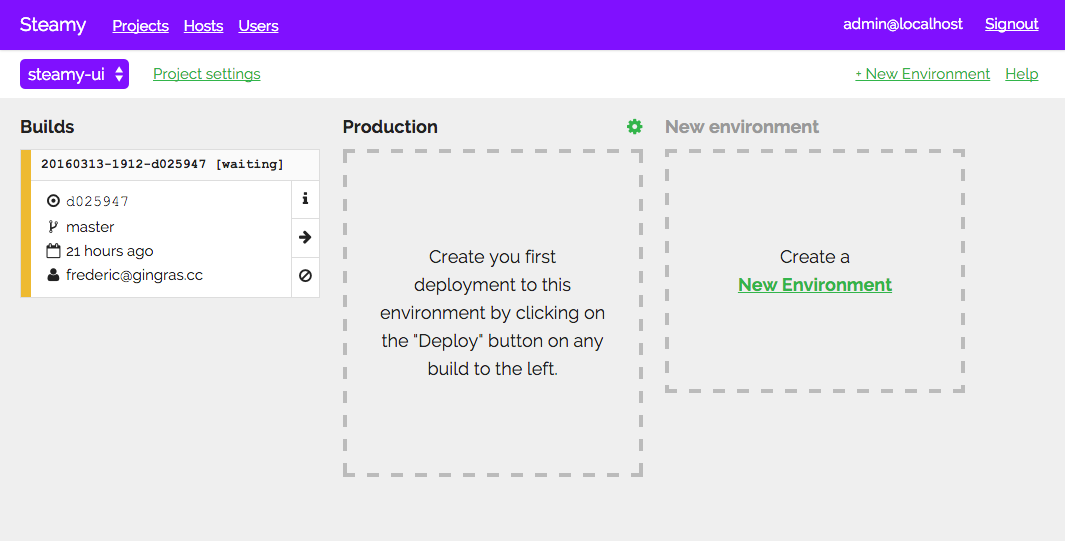 Steamy Projects Hosts Users admin@localhost Signout
steamy-ui Project settings + New Environment Help
Builds
20160313-1912-d025947 [waiting]
d025947
master
21 hours ago
frederic@gingras.cc
Production
Create you first
deployment to this
environment by clicking on
the "Deploy" button on any
build to the left.
New environment
Create a
New Environment